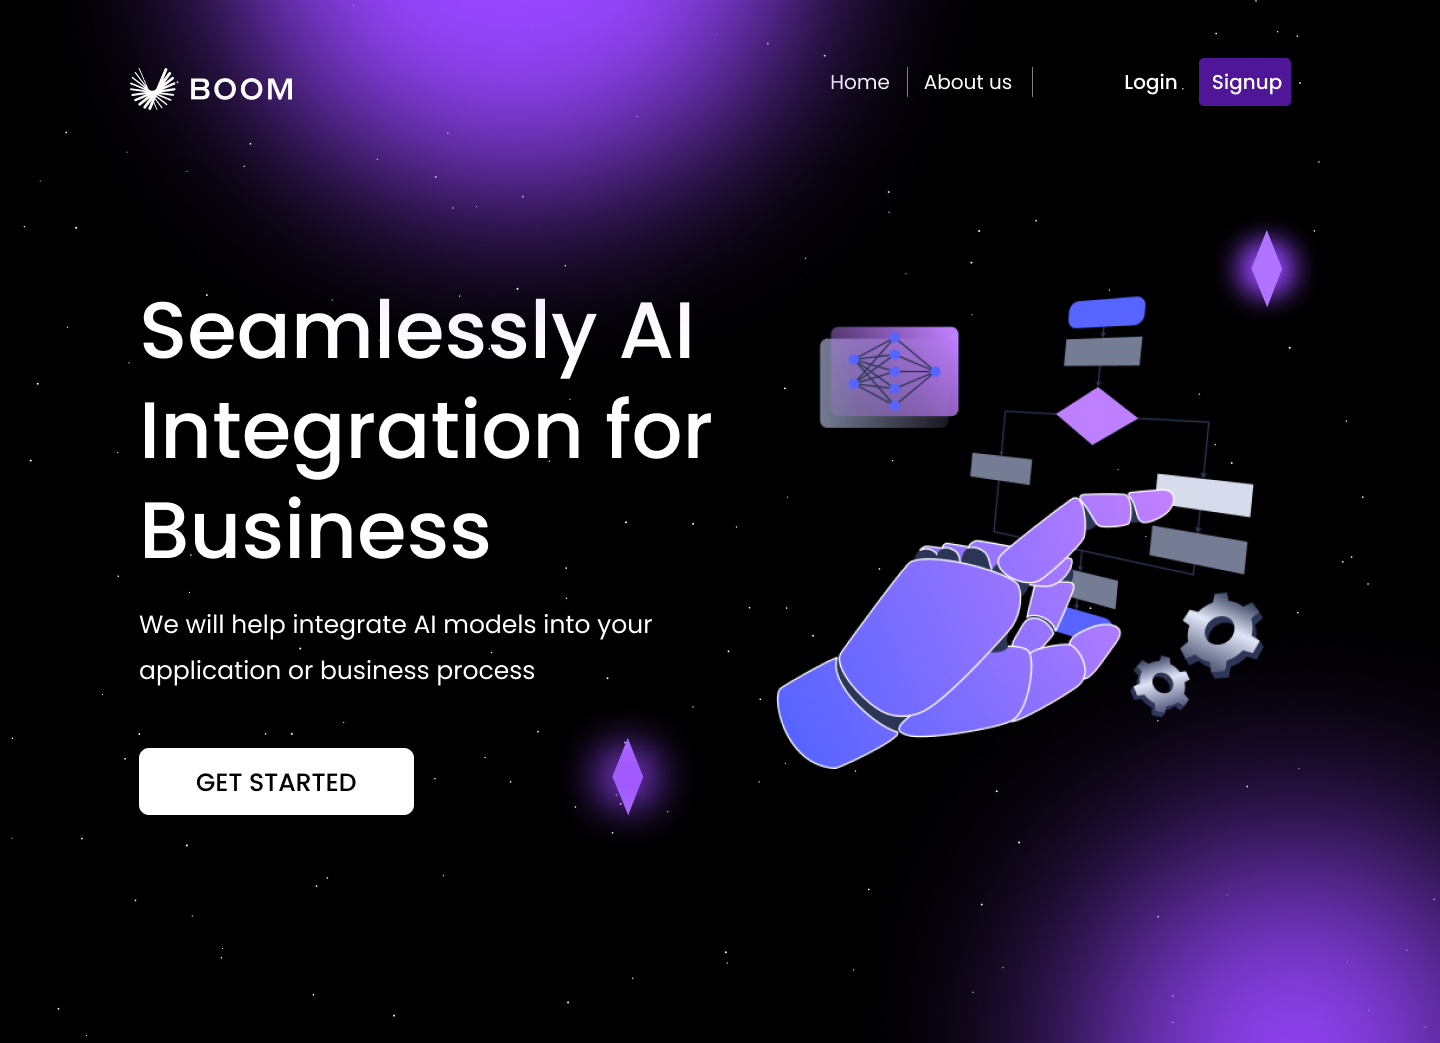 BOOM
Home
About us
Login
Signup
Seamlessly AI
Integration for
Business
We will help integrate AI models into your
application or business process
GET STARTED